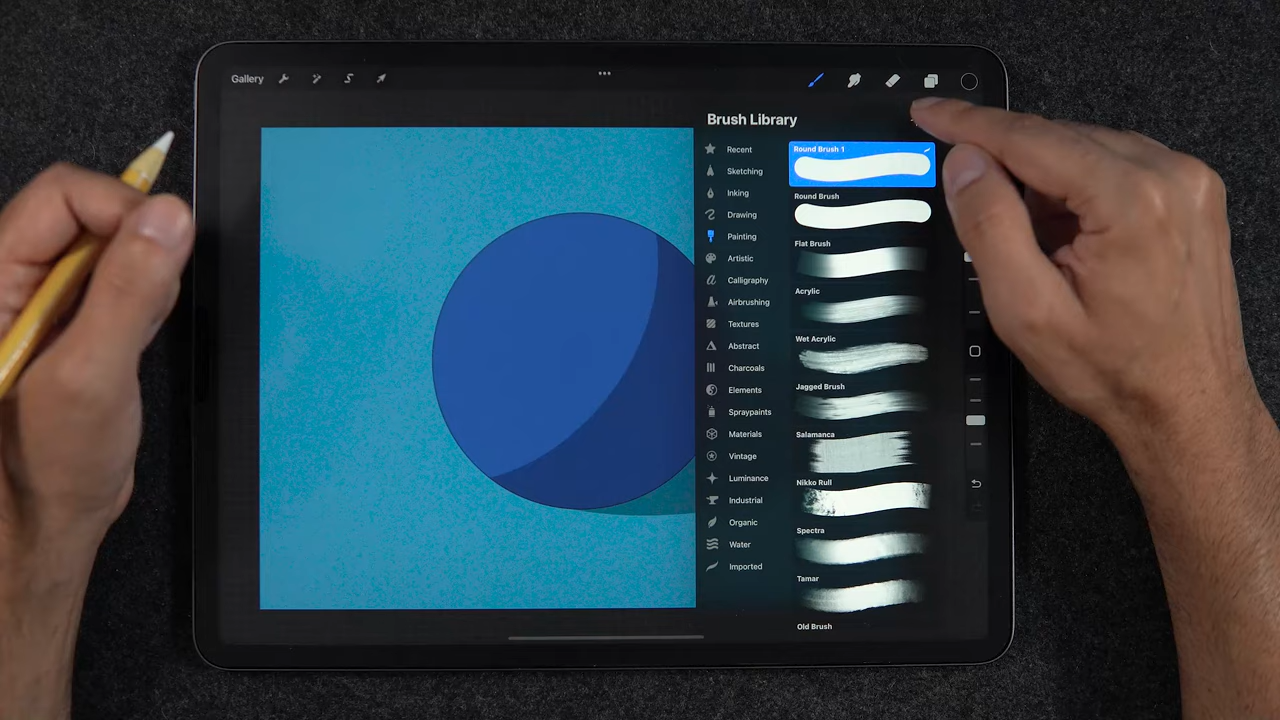 Gallery
Brush Library
Recent
Sketching
Inking
Drawing
Painting
Artistic
Calligraphy
Airbrushing
Textures
Abstract
Charcoals
Elements
Spraypaints
Materials
Vintage
Luminance
Industrial
Organic
Water
Imported
Round Brush 1
Round Brush
Flat Brush
Acrylic
Wet Acrylic
Jagged Brush
Salamanca
Nikko Rull
Spectra
Tamar
Old Brush